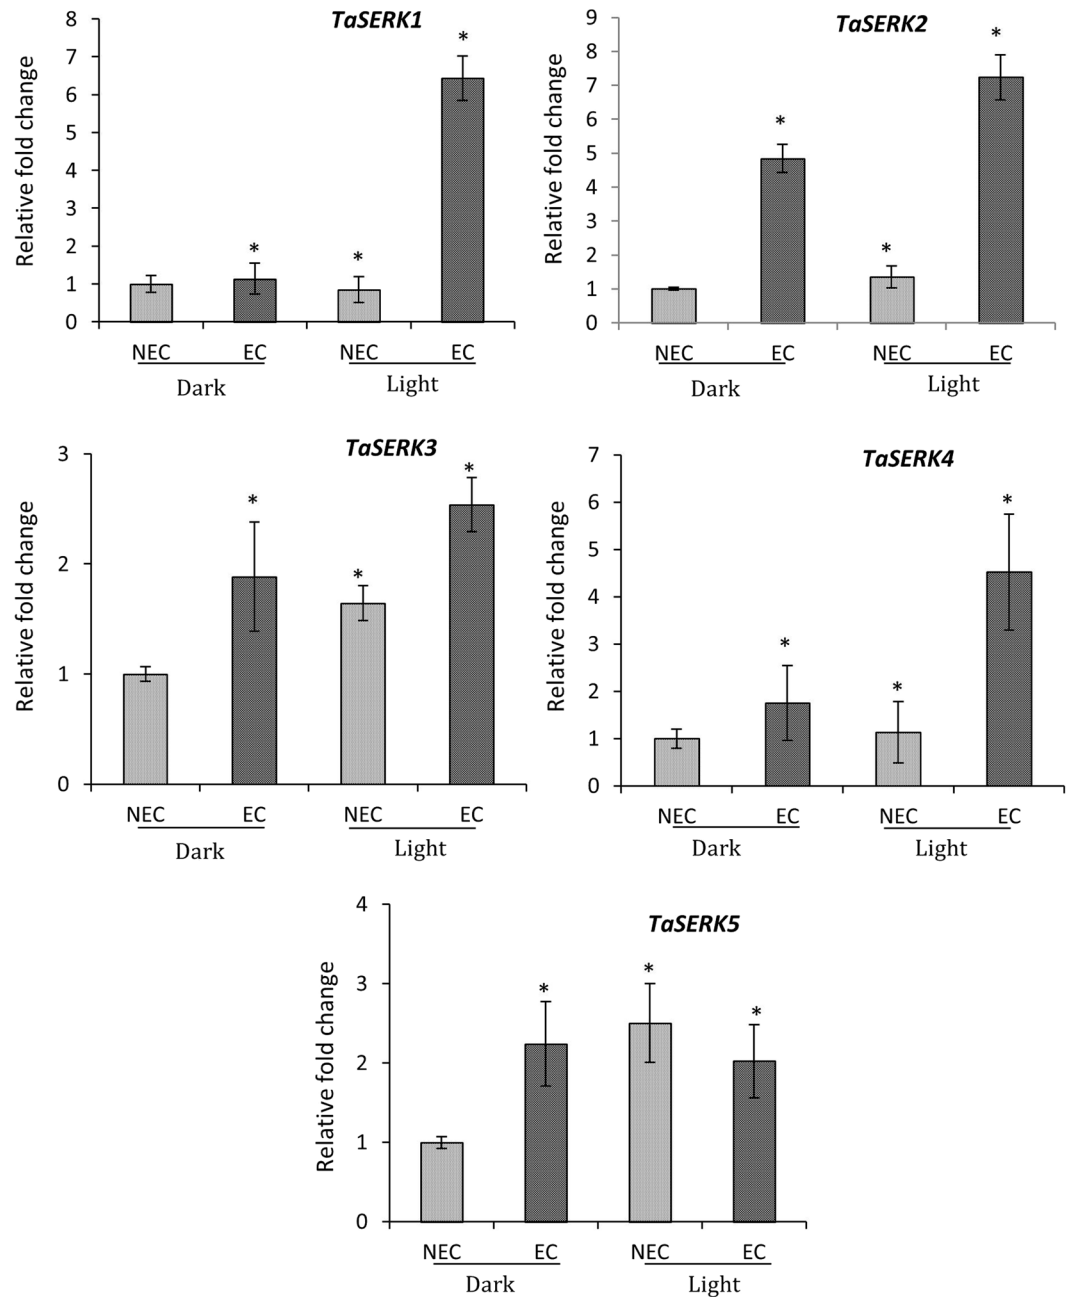 TaSERK1
Relative fold change
8
7
6
5
4
3
2
1
0
*
*
*
NEC EC NEC EC
Dark Light
TaSERK2
Relative fold change
9
8
7
6
5
4
3
2
1
0
*
*
*
NEC EC NEC EC
Dark Light
TaSERK3
Relative fold change
3
2
1
0
*
*
*
NEC EC NEC EC
Dark Light
TaSERK4
Relative fold change
7
6
5
4
3
2
1
0
*
*
*
NEC EC NEC EC
Dark Light
TaSERK5
Relative fold change
4
3
2
1
0
*
*
*
NEC EC NEC EC
Dark Light